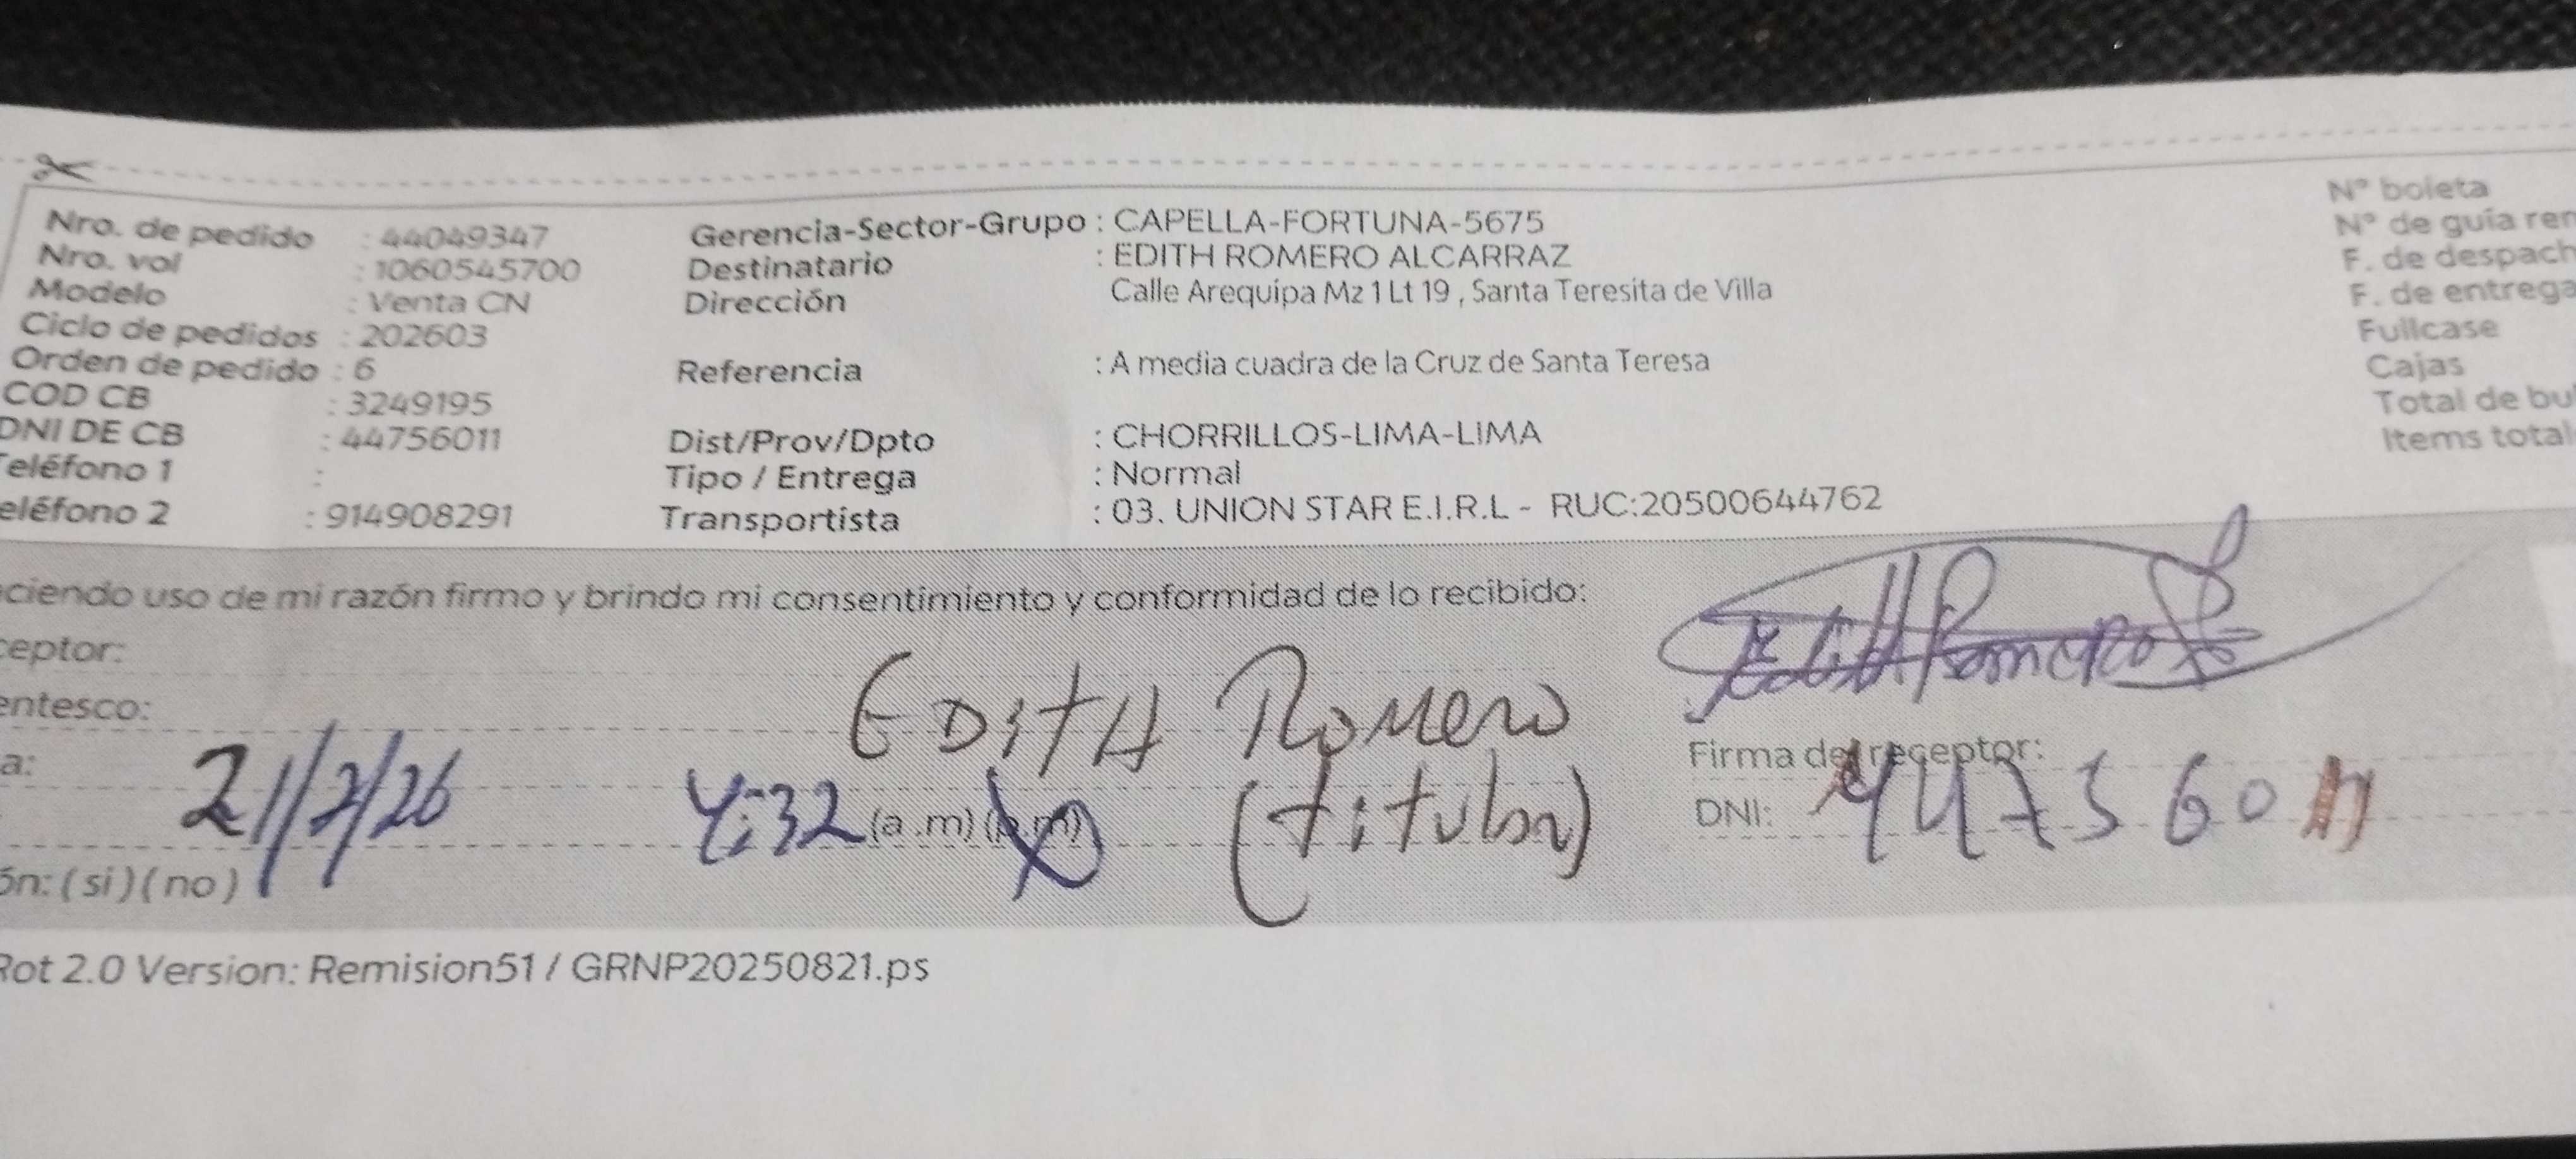 Nro. de pedido : 44049347
Nro. vol : 1060545700
Modelo : Venta CN
Ciclo de pedidos : 202603
Orden de pedido : 6
COD CB : 3249195
DNI DE CB : 44756011
Teléfono 1 :
eléfono 2 : 914908291
Gerencia-Sector-Grupo : CAPELLA-FORTUNA-5675
Destinatario : EDITH ROMERO ALCARRAZ
Dirección Calle Arequipa Mz 1 Lt 19 , Santa Teresita de Villa
Referencia : A media cuadra de la Cruz de Santa Teresa
Dist/Prov/Dpto : CHORRILLOS-LIMA-LIMA
Tipo / Entrega : Normal
Transportista : 03. UNION STAR E.I.R.L - RUC:20500644762
N° boleta
N° de guía rem
F. de despach
F. de entrega
Fullcase
Cajas
Total de bu
Items total
ciendo uso de mi razón firmo y brindo mi consentimiento y conformidad de lo recibido:
ceptor:
entesco:
Edith Romero
a: 21/2/26 4:32 (a .m) (p.m) (titular)
Edith Romero
Firma del receptor:
DNI: 44756011
ón: ( si ) ( no )
Rot 2.0 Version: Remision51 / GRNP20250821.ps